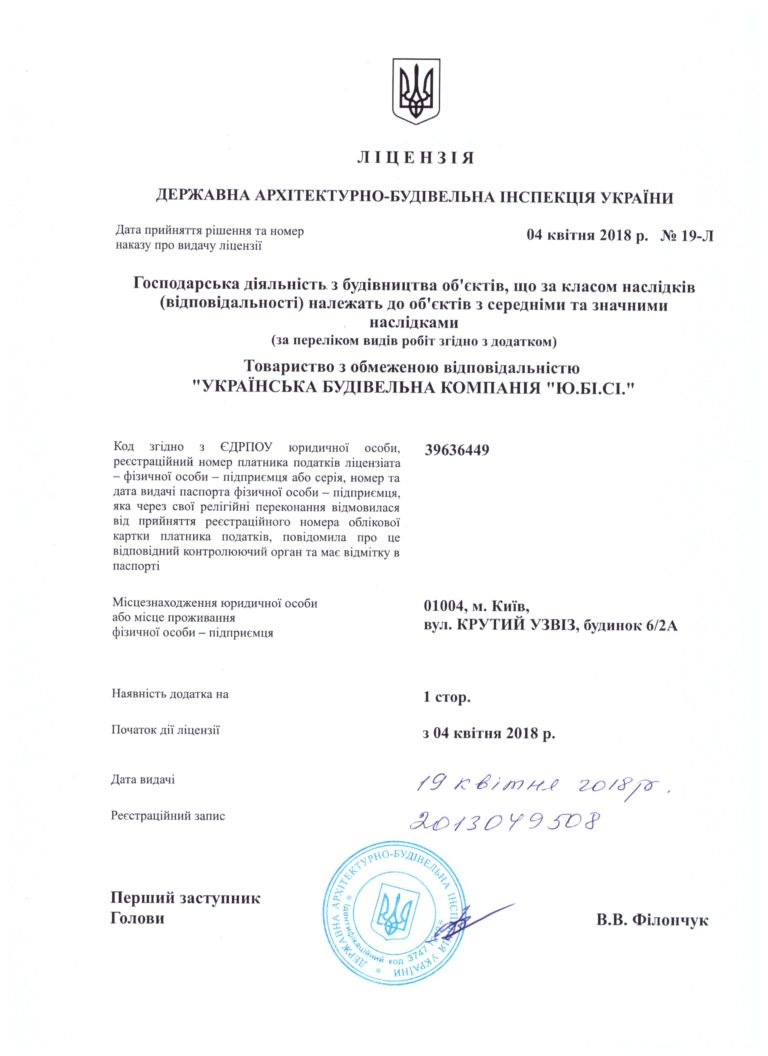 ЛІЦЕНЗІЯ
ДЕРЖАВНА АРХІТЕКТУРНО-БУДІВЕЛЬНА ІНСПЕКЦІЯ УКРАЇНИ
Дата прийняття рішення та номер
наказу про видачу ліцензії
04 квітня 2018 р. № 19-Л
Господарська діяльність з будівництва об'єктів, що за класом наслідків
(відповідальності) належать до об'єктів з середніми та значними
наслідками
(за переліком видів робіт згідно з додатком)
Товариство з обмеженою відповідальністю
"УКРАЇНСЬКА БУДІВЕЛЬНА КОМПАНІЯ "Ю.БІ.СІ."
Код згідно з ЄДРПОУ юридичної особи,
реєстраційний номер платника податків ліцензіата
– фізичної особи – підприємця або серія, номер та
дата видачі паспорта фізичної особи – підприємця,
яка через свої релігійні переконання відмовилася
від прийняття реєстраційного номера облікової
картки платника податків, повідомила про це
відповідний контролюючий орган та має відмітку в
паспорті
39636449
Місцезнаходження юридичної особи
або місце проживання
фізичної особи – підприємця
01004, м. Київ,
вул. КРУТИЙ УЗВІЗ, будинок 6/2А
Наявність додатка на
1 стор.
Початок дії ліцензії
з 04 квітня 2018 р.
Дата видачі
19 квітня 2018 р.
Реєстраційний запис
2013049508
Перший заступник
Голови
В.В. Філончук
ДЕРЖАВНА АРХІТЕКТУРНО-БУДІВЕЛЬНА ІНСПЕКЦІЯ УКРАЇНИ
Ідентифікаційний код